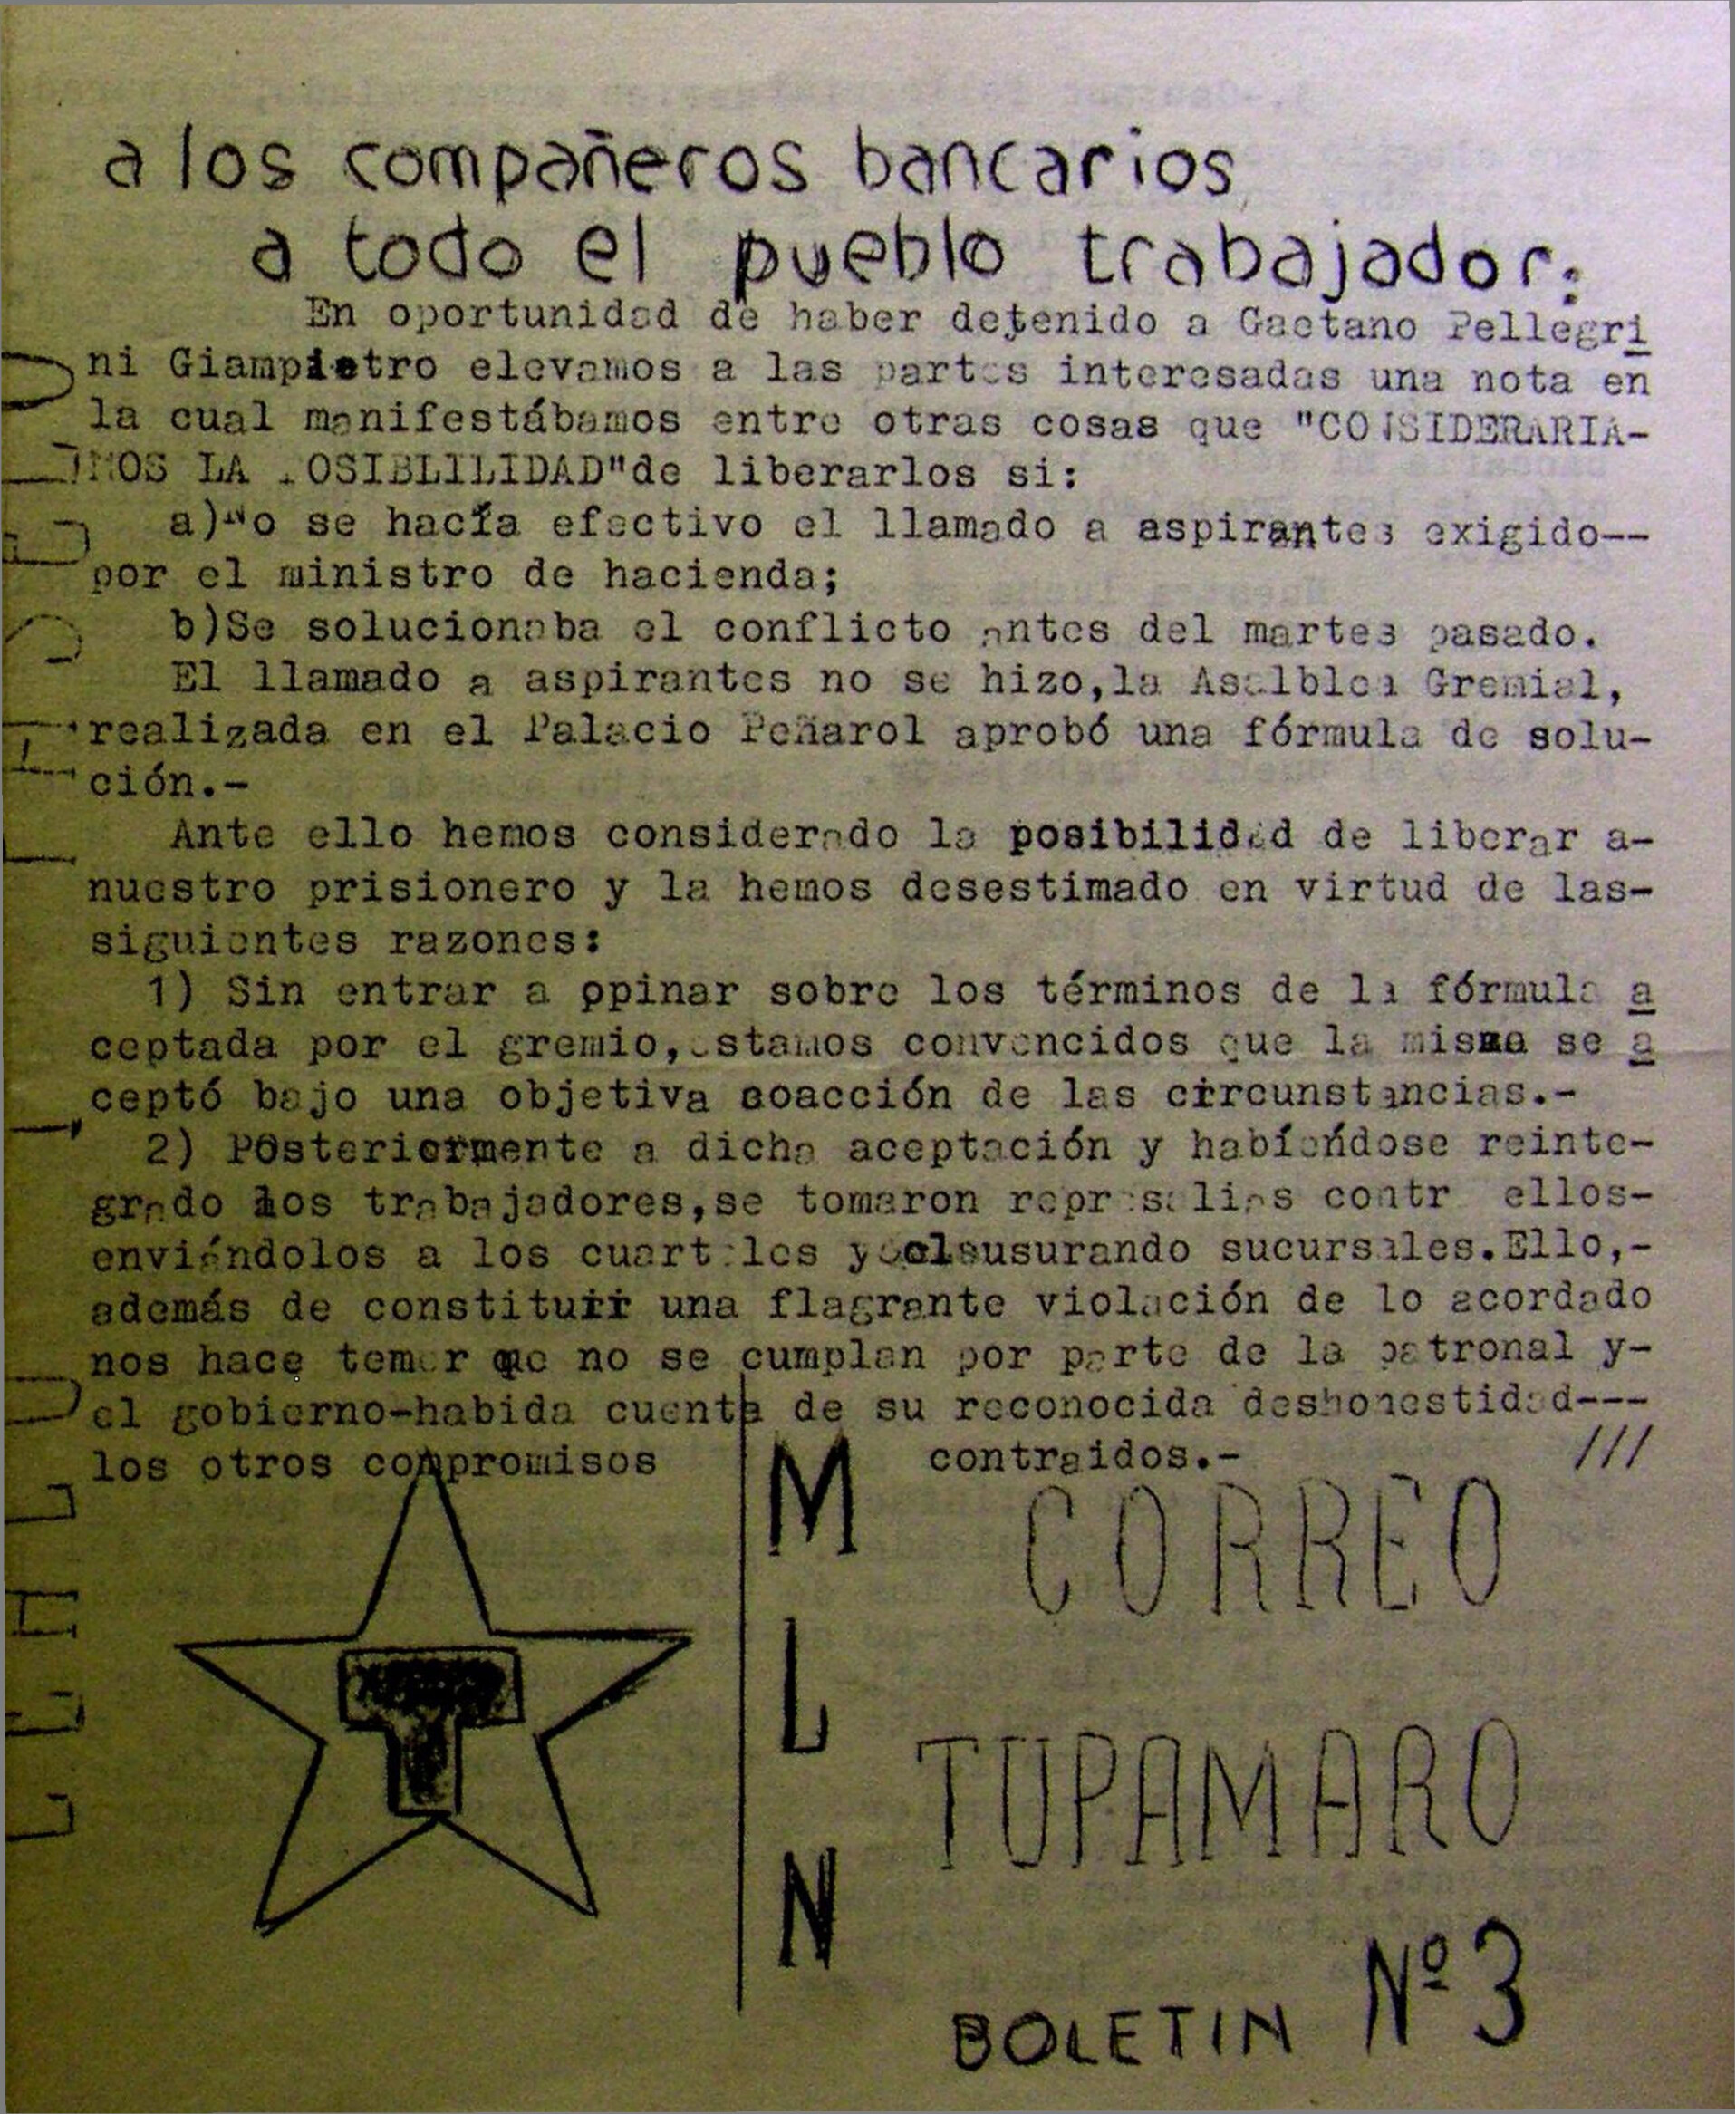 a los compañeros bancarios
a todo el pueblo trabajador:
En oportunidad de haber detenido a Gaetano Pellegri
ni Giampietro elevamos a las partes interesadas una nota en
la cual manifestábamos entre otras cosas que "CONSIDERARIA-
MOS LA POSIBLILIDAD"de liberarlos si:
a)No se hacía efectivo el llamado a aspirantes exigido--
por el ministro de hacienda;
b)Se solucionaba el conflicto antes del martes pasado.
El llamado a aspirantes no se hizo,la Gremial,
realizada en el Palacio Peñarol aprobó una fórmula de solu-
ción.-
Ante ello hemos considerado la posibilidad de liberar a-
nuestro prisionero y la hemos desestimado en virtud de las-
siguientes razones:
1) Sin entrar a ppinar sobre los términos de la fórmula a
ceptada por el gremio,estamos convencidos que la misma se a
ceptó bajo una objetiva coacción de las circunstancias.-
2) POsteriormente a dicha aceptación y habíéndose reinte-
grado los trabajadores,se tomaron represalias contr ellos-
enviándolos a los cuarteles y sucursales.Ello,-
además de constituir una flagrante violación de lo acordado
nos hace temer que no se cumplan por parte de la patronal y-
el gobierno-habida cuenta de su reconocida deshonestidad---
los otros compromisos contraidos.- ///
T
M
L
N
CORREO
TUPAMARO
BOLETIN Nº 3